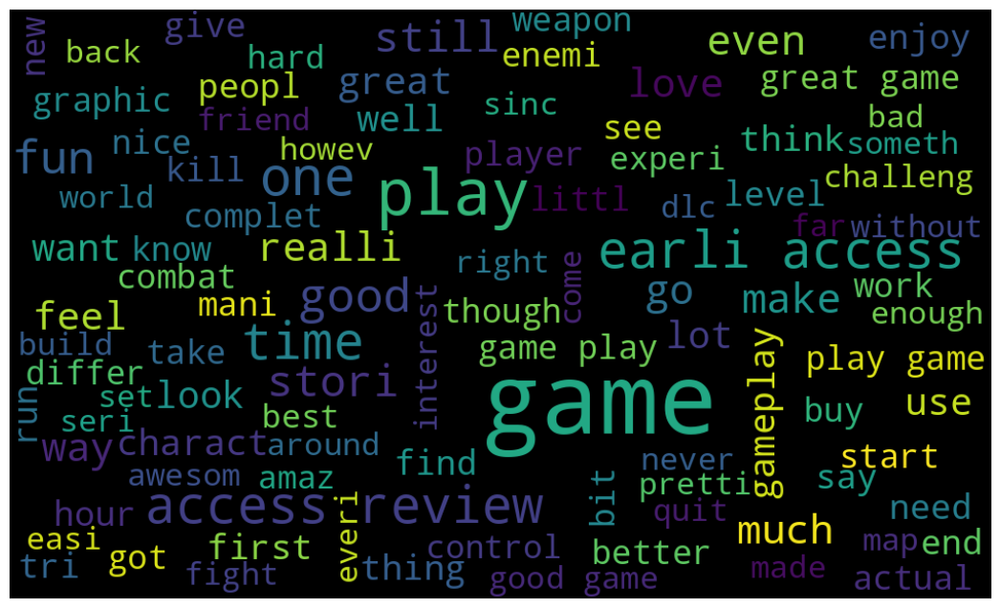 new
give
still
weapon
even
enjoy
back
hard
enemi
graphic
peopl
great
love
great game
friend
well
sinc
see
bad
fun
nice
howev
player
experi
think
someth
kill
one
play
littl
dlc
level
challeng
world
complet
far
without
want
know
realli
right
come
earli access
combat
mani
good
interest
though
go
make
work
enough
feel
time
game play
lot
gameplay
play game
build
take
differ
set
look
stori
game
buy
use
run
seri
best
way
charact
around
find
never
start
awesom
amaz
bit
pretti
say
hour
access review
everi
quit
much
need
easi
got
first
control
better
map
end
tri
fight
thing
good game
made
actual